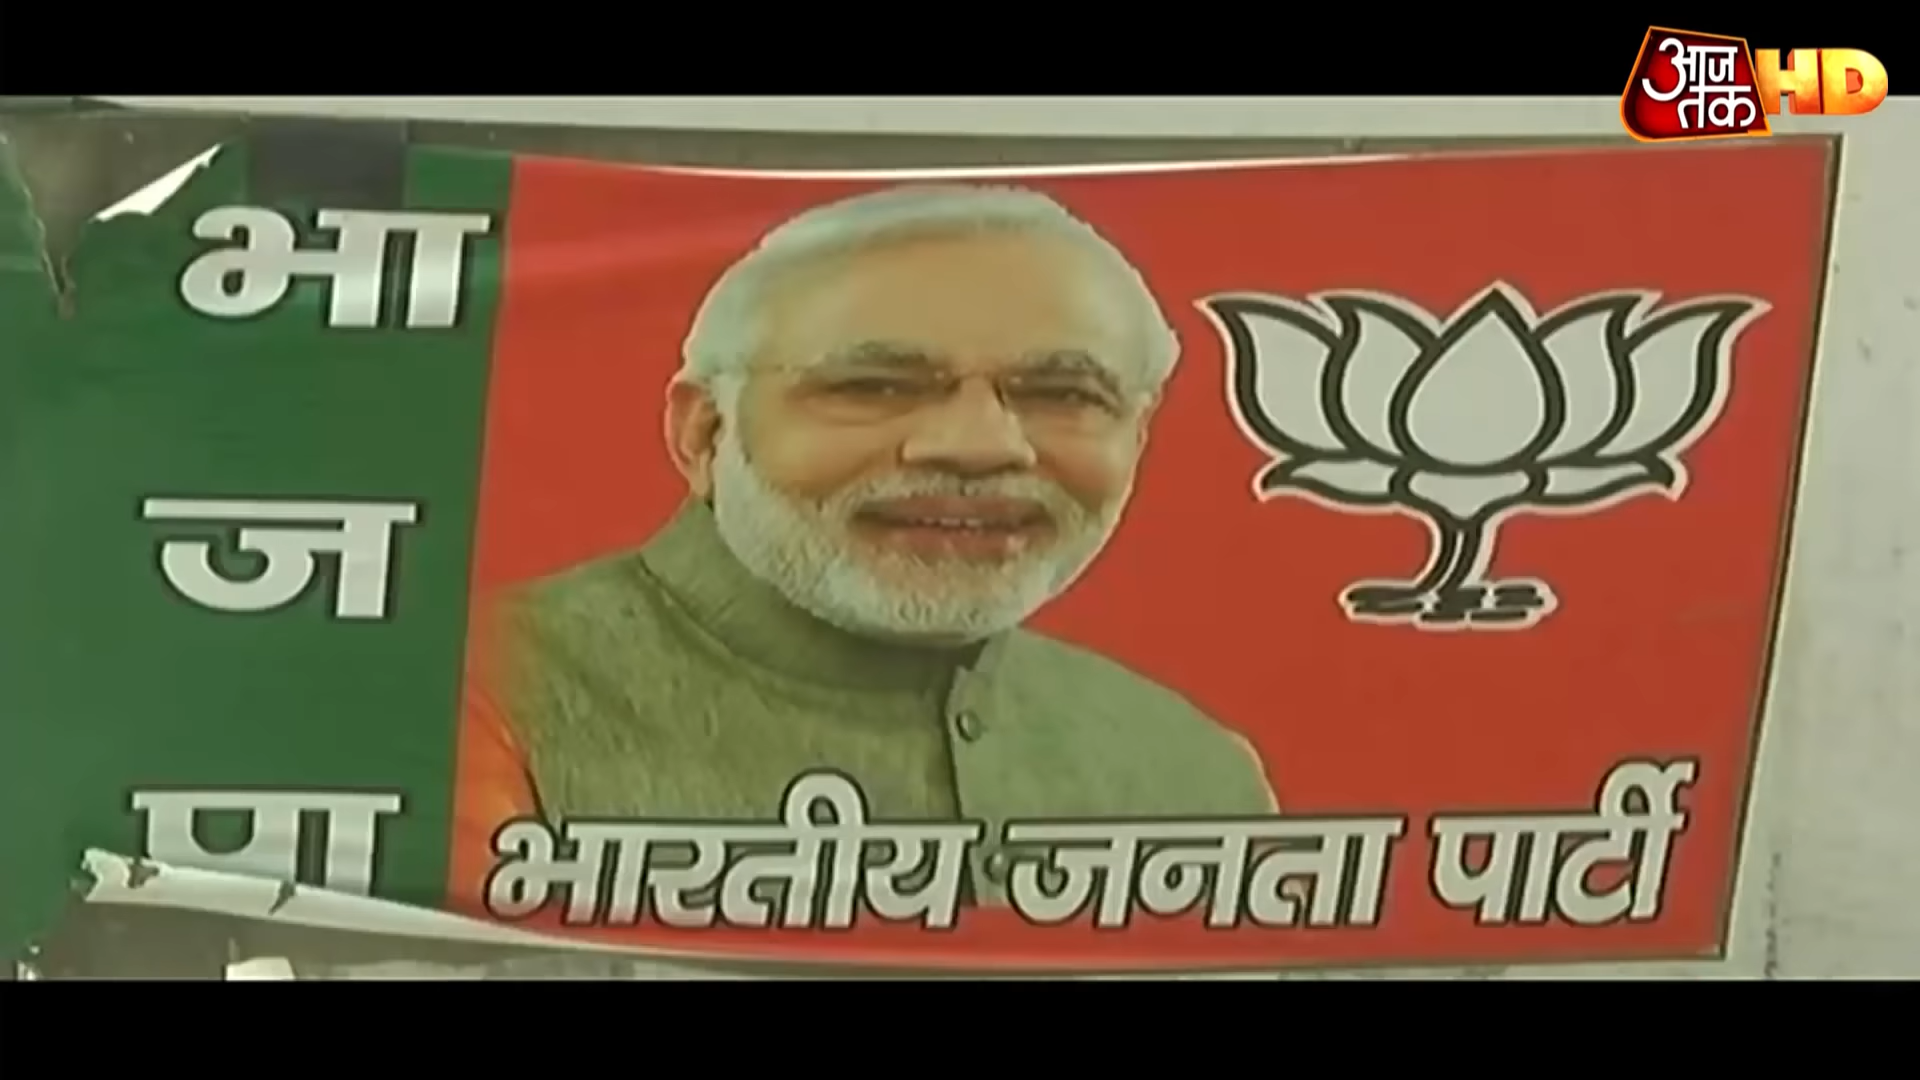 आज
तक HD
भा
ज
पा
भारतीय जनता पार्टी